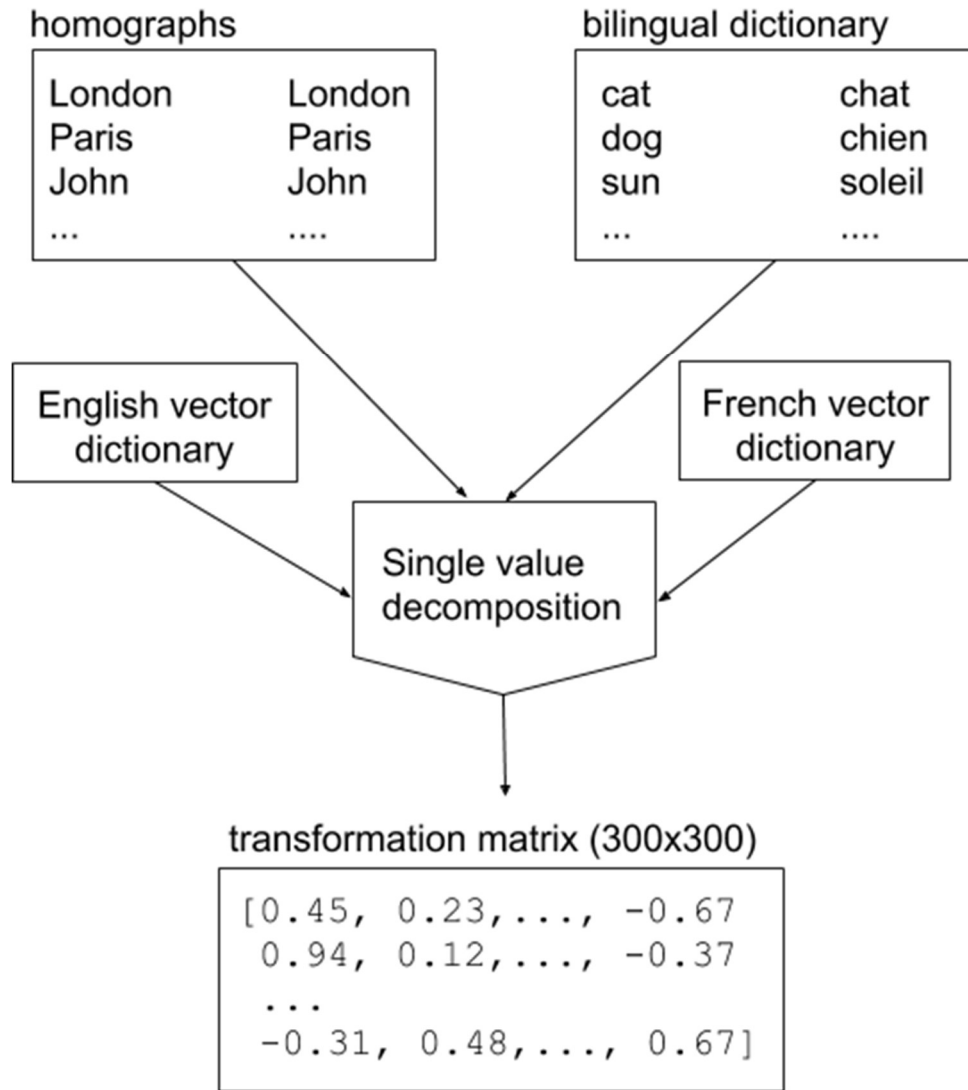 homographs
London London
Paris Paris
John John
... ....
bilingual dictionary
cat chat
dog chien
sun soleil
... ....
English vector
dictionary
French vector
dictionary
Single value
decomposition
transformation matrix (300x300)
[0.45, 0.23,..., -0.67
0.94, 0.12,..., -0.37
...
-0.31, 0.48,..., 0.67]